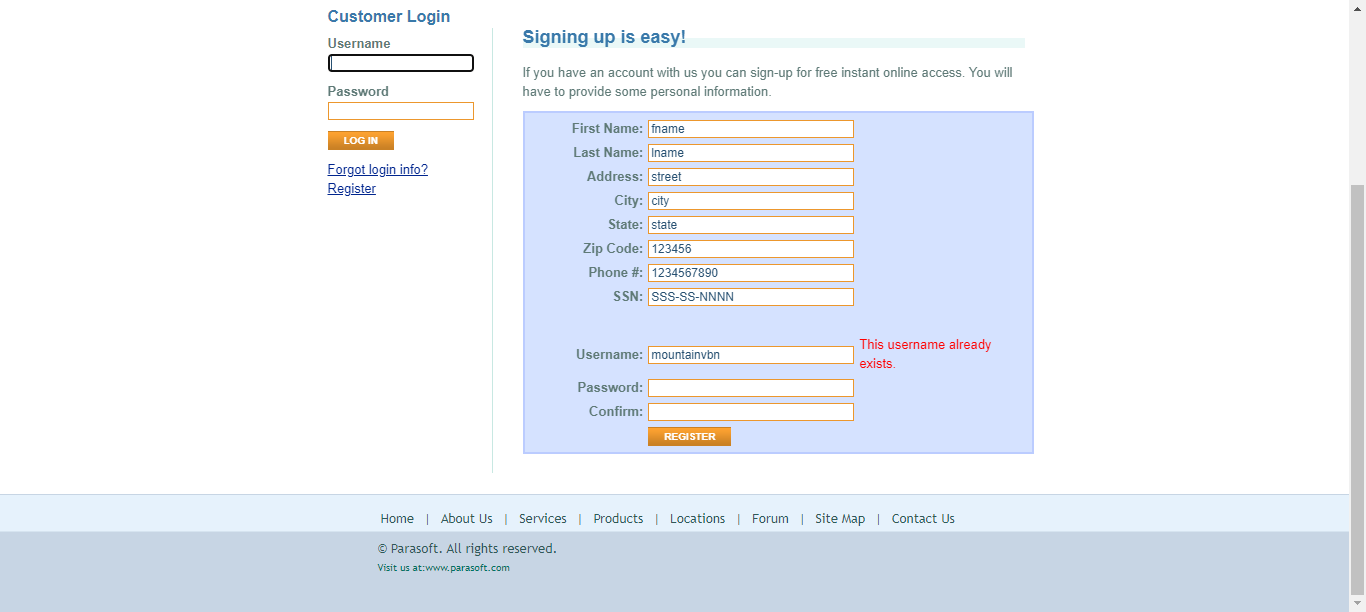 Customer Login
Username
Password
LOG IN
Forgot login info?
Register
Signing up is easy!
If you have an account with us you can sign-up for free instant online access. You will
have to provide some personal information.
First Name: fname
Last Name: lname
Address: street
City: city
State: state
Zip Code: 123456
Phone #: 1234567890
SSN: SSS-SS-NNNN
Username: mountainvbn This username already
exists.
Password:
Confirm:
REGISTER
Home | About Us | Services | Products | Locations | Forum | Site Map | Contact Us
© Parasoft. All rights reserved.
Visit us at:www.parasoft.com